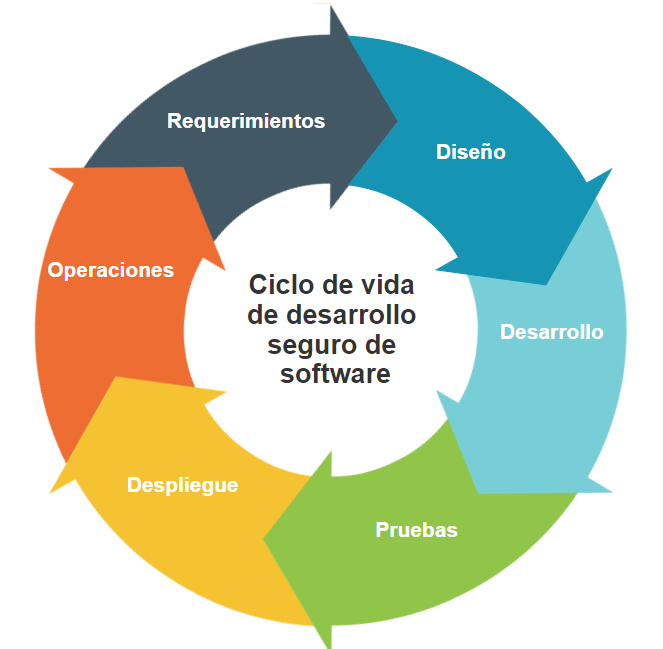 Requerimientos
Diseño
Operaciones
Ciclo de vida
de desarrollo
seguro de
software
Desarrollo
Despliegue
Pruebas